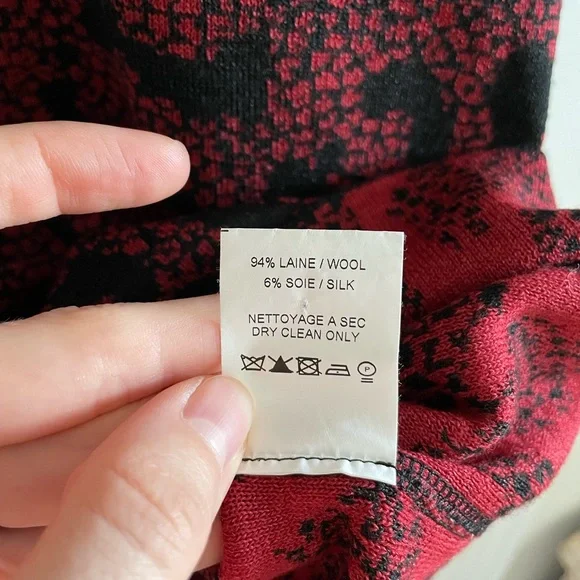 94% LAINE / WOOL
6% SOIE / SILK
NETTOYAGE A SEC
DRY CLEAN ONLY
P